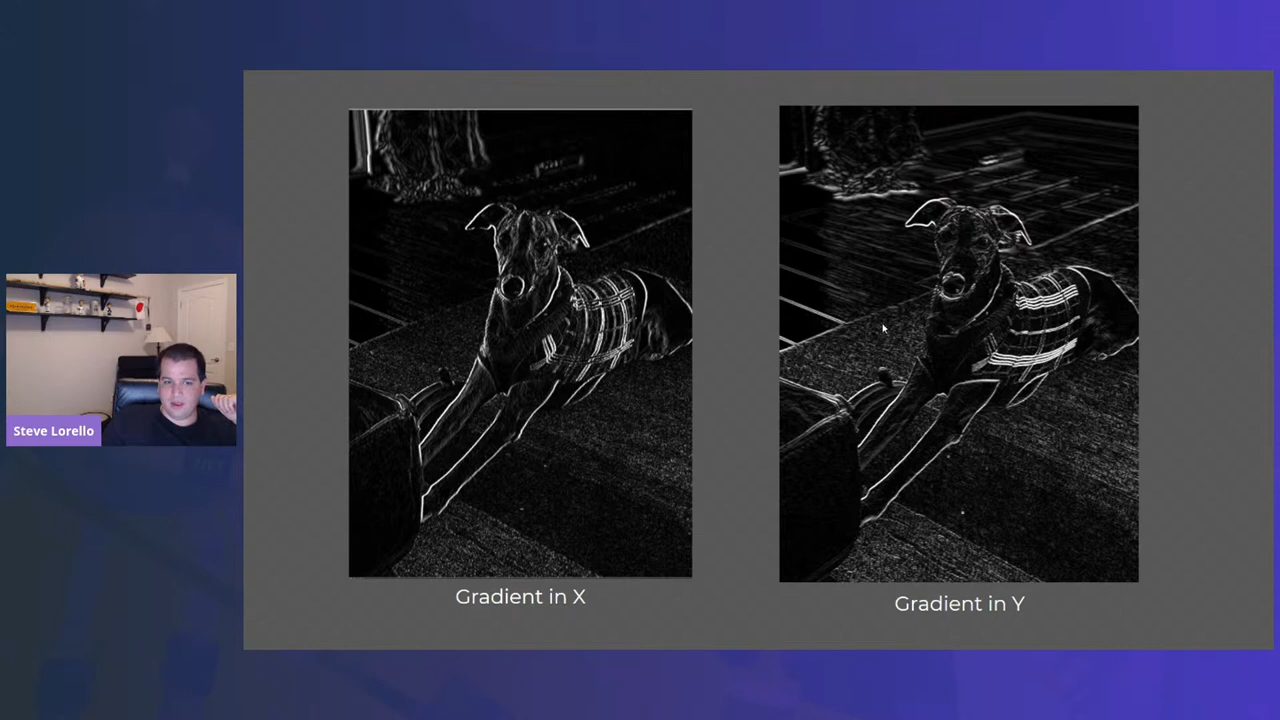 Steve Lorello
Gradient in X
Gradient in Y